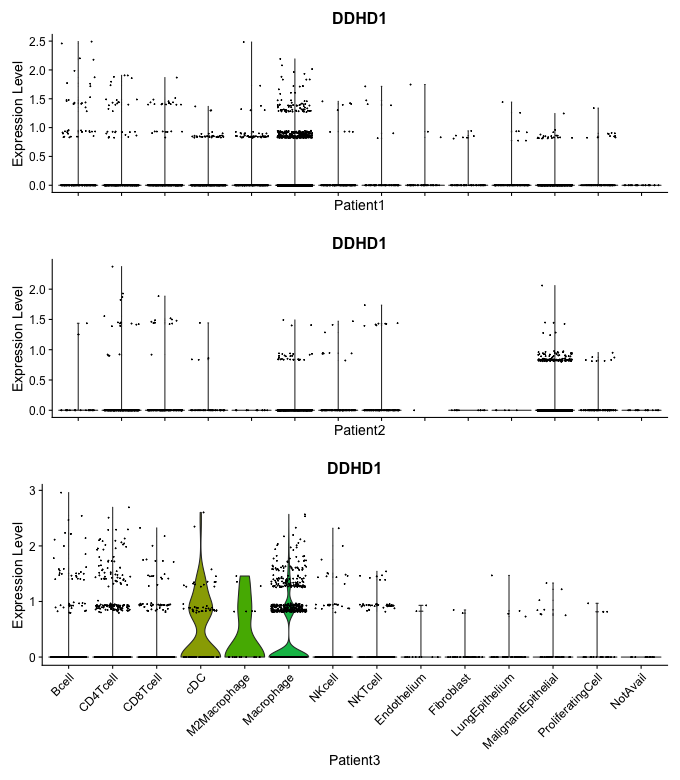 DDHD1
Expression Level
2.5
2.0
1.5
1.0
0.5
0.0
Patient1
DDHD1
Expression Level
2.0
1.5
1.0
0.5
0.0
Patient2
DDHD1
Expression Level
3
2
1
0
Bcell
CD4Tcell
CD8Tcell
cDC
M2Macrophage
Macrophage
NKcell
NKTcell
Endothelium
Fibroblast
LungEpithelium
MalignantEpithelial
ProliferatingCell
NotAvail
Patient3